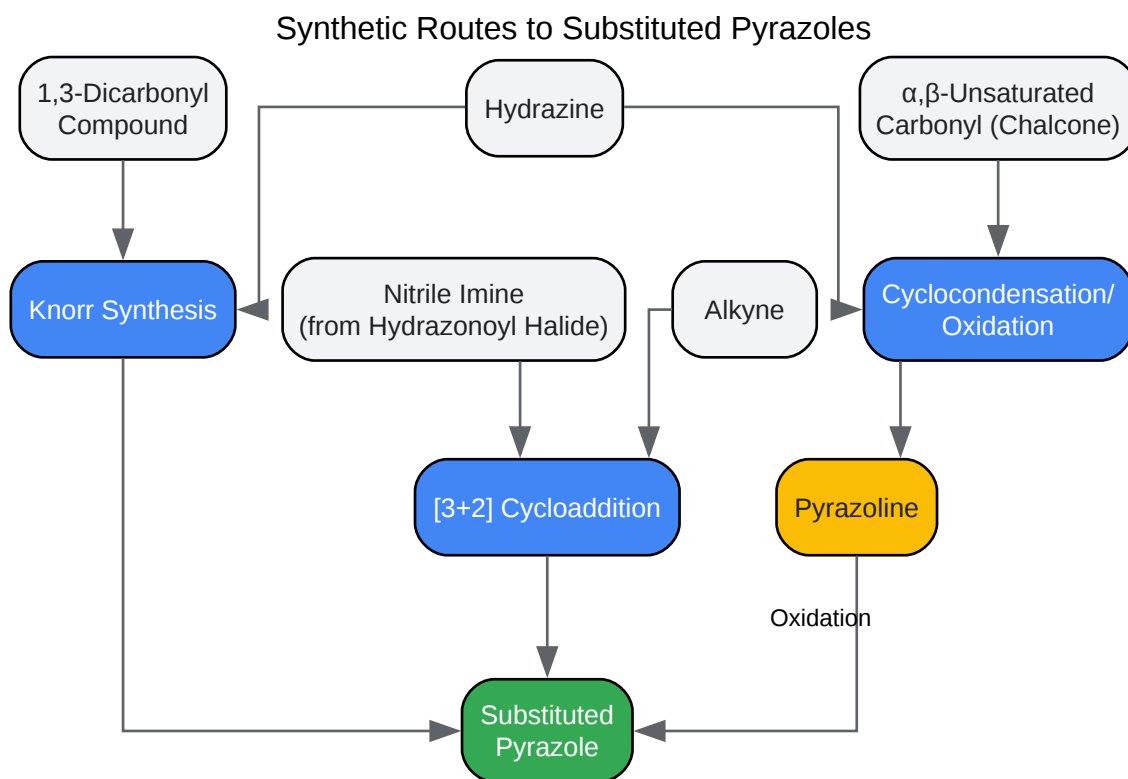 Synthetic Routes to Substituted Pyrazoles
1,3-Dicarbonyl
Compound
Hydrazine
α,β-Unsaturated
Carbonyl (Chalcone)
Knorr Synthesis
Nitrile Imine
(from Hydrazonoyl Halide)
Alkyne
Cyclocondensation/
Oxidation
[3+2] Cycloaddition
Pyrazoline
Oxidation
Substituted
Pyrazole